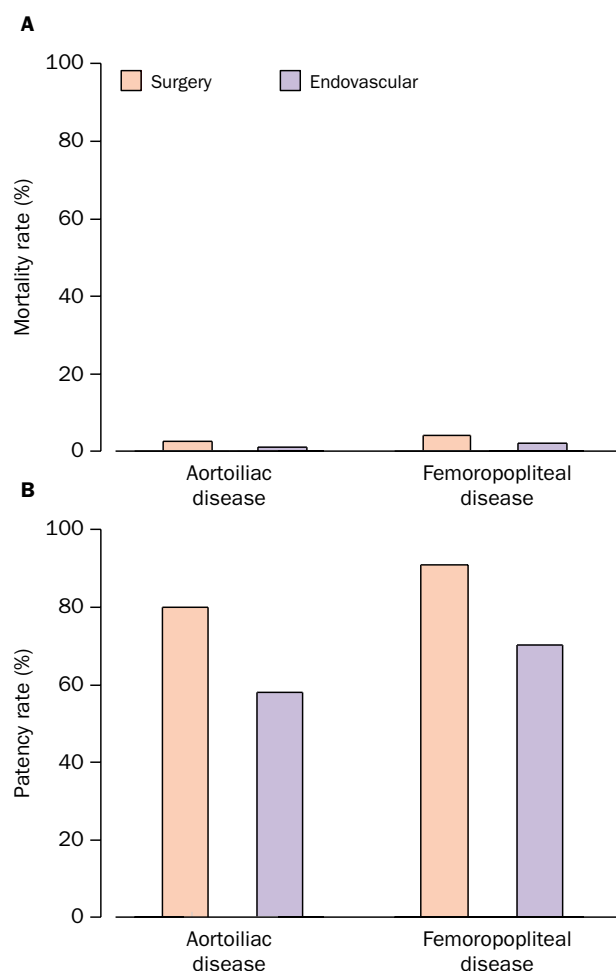 A
100
Surgery
Endovascular
80
60
40
20
0
Mortality rate (%)
Aortoiliac
disease
Femoropopliteal
disease
B
100
80
60
40
20
0
Patency rate (%)
Aortoiliac
disease
Femoropopliteal
disease